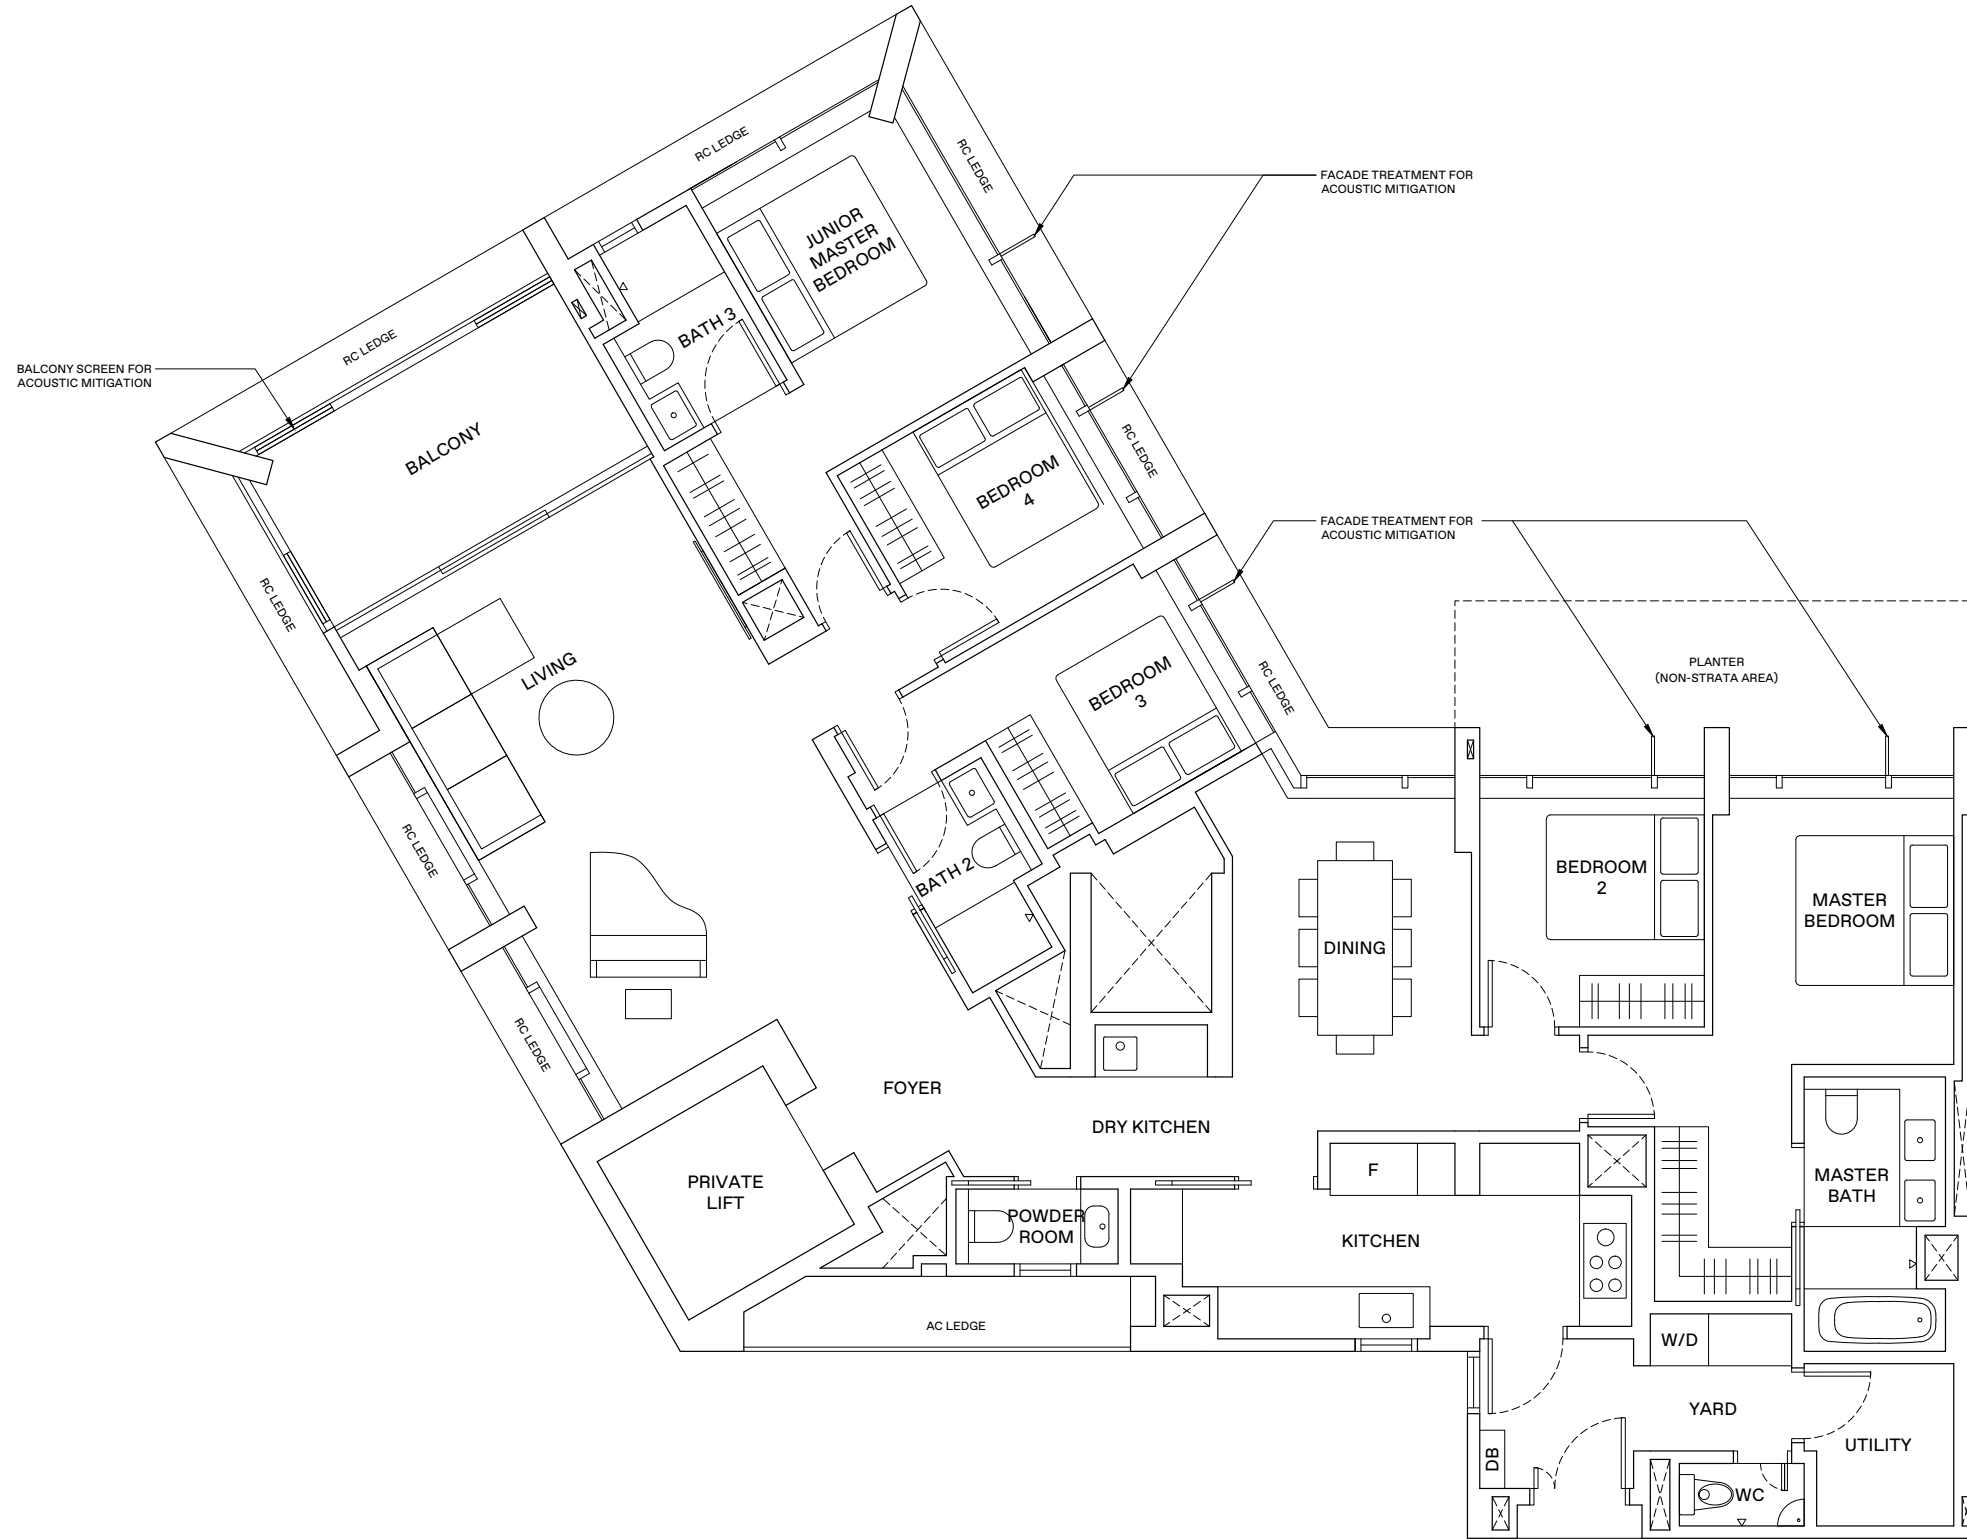 RC LEDGE
RC LEDGE
FACADE TREATMENT FOR
ACOUSTIC MITIGATION
JUNIOR
MASTER
BEDROOM
BATH 3
RC LEDGE
BALCONY SCREEN FOR
ACOUSTIC MITIGATION
BALCONY
RC LEDGE
BEDROOM
4
FACADE TREATMENT FOR
ACOUSTIC MITIGATION
RC LEDGE
LIVING
BEDROOM
3
RC LEDGE
PLANTER
(NON-STRATA AREA)
RC LEDGE
BATH 2
BEDROOM
2
MASTER
BEDROOM
DINING
RC LEDGE
FOYER
DRY KITCHEN
F
PRIVATE
LIFT
MASTER
BATH
POWDER
ROOM
KITCHEN
AC LEDGE
W/D
YARD
UTILITY
DB
WC